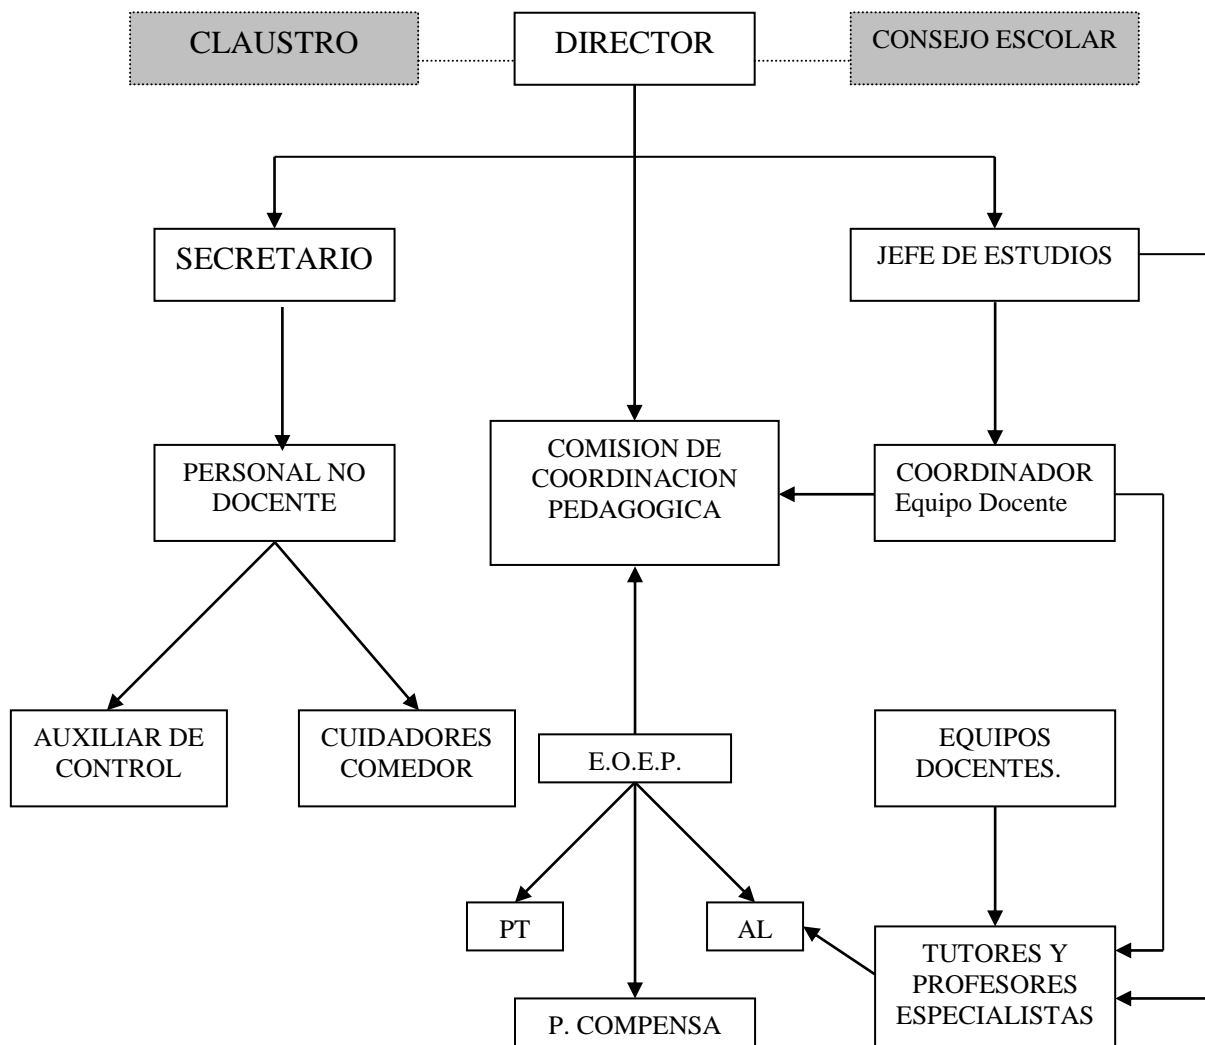 CLAUSTRO
DIRECTOR
CONSEJO ESCOLAR
SECRETARIO
JEFE DE ESTUDIOS
PERSONAL NO
DOCENTE
COMISION DE
COORDINACION
PEDAGOGICA
COORDINADOR
Equipo Docente
AUXILIAR DE
CONTROL
CUIDADORES
COMEDOR
E.O.E.P.
EQUIPOS
DOCENTES.
PT
AL
TUTORES Y
PROFESORES
ESPECIALISTAS
P. COMPENSA